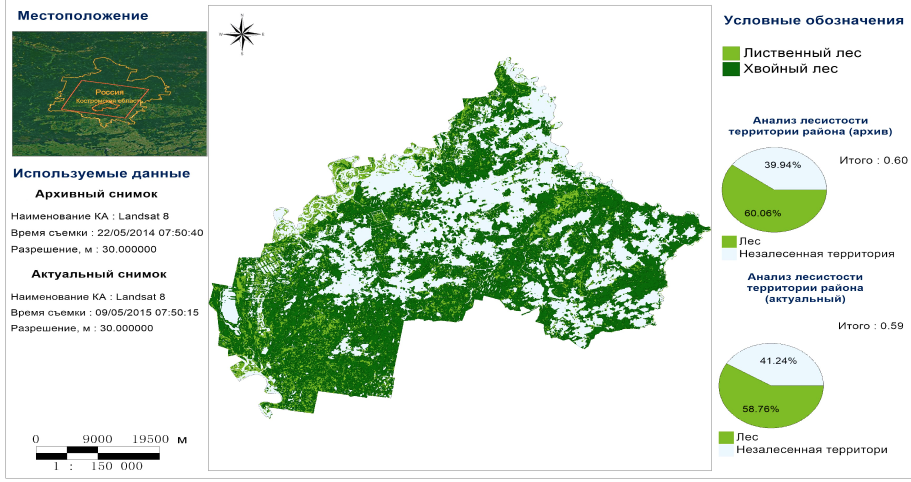 Местоположение
Россия
Костромская область
Используемые данные
Архивный снимок
Наименование КА : Landsat 8
Время съемки : 22/05/2014 07:50:40
Разрешение, м : 30.000000
Актуальный снимок
Наименование КА : Landsat 8
Время съемки : 09/05/2015 07:50:15
Разрешение, м : 30.000000
0 9000 19500 м
1 : 150 000
Условные обозначения
Лиственный лес
Хвойный лес
Анализ лесистости
территории района (архив)
Итого : 0.60
39.94%
60.06%
Лес
Незалесенная территория
Анализ лесистости
территории района
(актуальный)
Итого : 0.59
41.24%
58.76%
Лес
Незалесенная территори